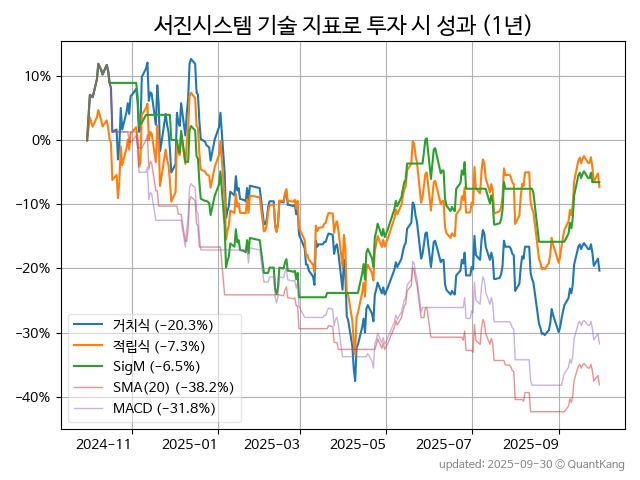 서진시스템 기술 지표로 투자 시 성과 (1년)
10%
0%
−10%
−20%
−30%
−40%
거치식 (−20.3%)
적립식 (−7.3%)
SigM (−6.5%)
SMA(20) (−38.2%)
MACD (−31.8%)
2024−11 2025−01 2025−03 2025−05 2025−07 2025−09
updated: 2025−09−30 ⓒ QuantKang